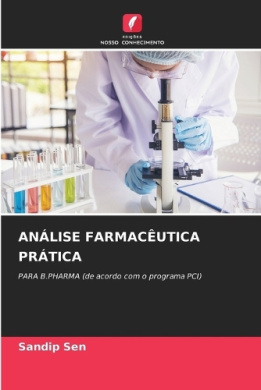 edições
NOSSO CONHECIMENTO
ANÁLISE FARMACÊUTICA
PRÁTICA
PARA B.PHARMA (de acordo com o programa PCI)
Sandip Sen